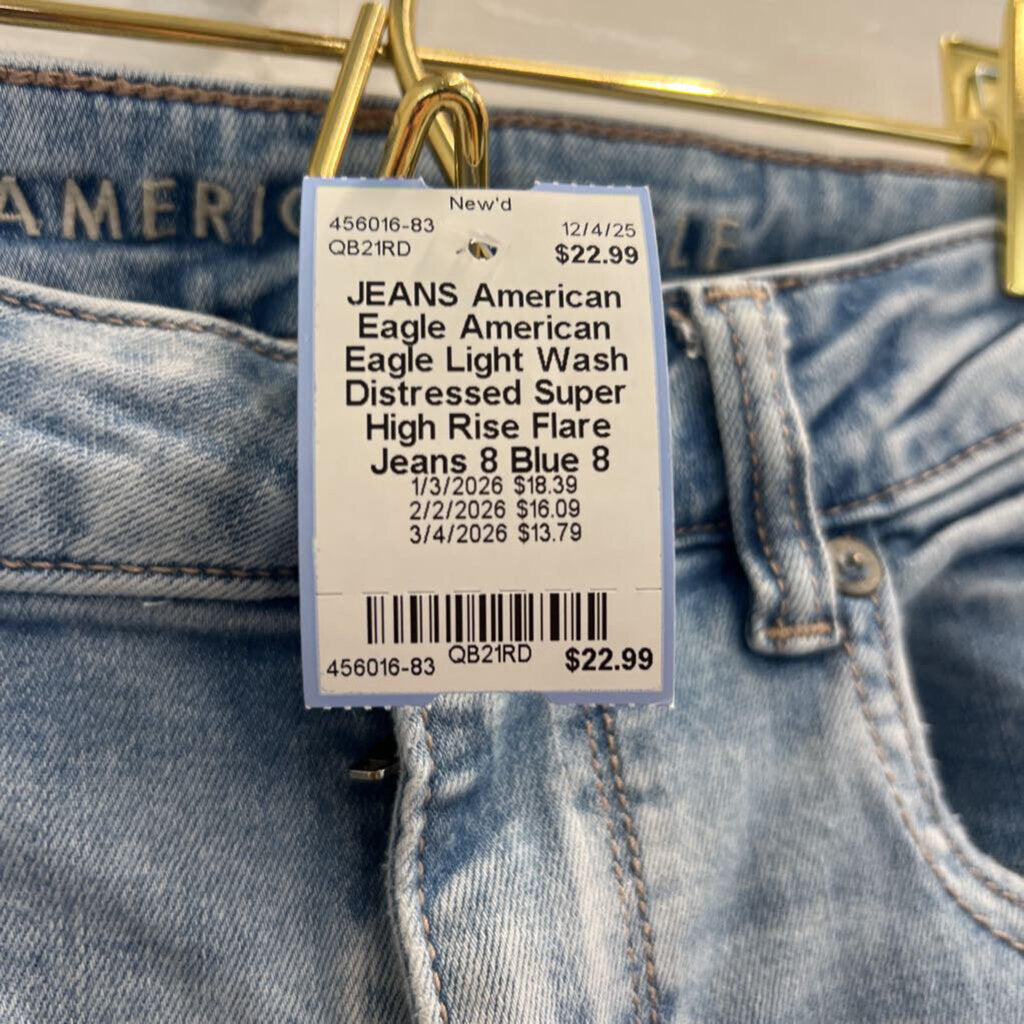 AMERIC
LE
New'd
456016-83
12/4/25
QB21RD
$22.99
JEANS American
Eagle American
Eagle Light Wash
Distressed Super
High Rise Flare
Jeans 8 Blue 8
1/3/2026 $18.39
2/2/2026 $16.09
3/4/2026 $13.79
456016-83 QB21RD $22.99